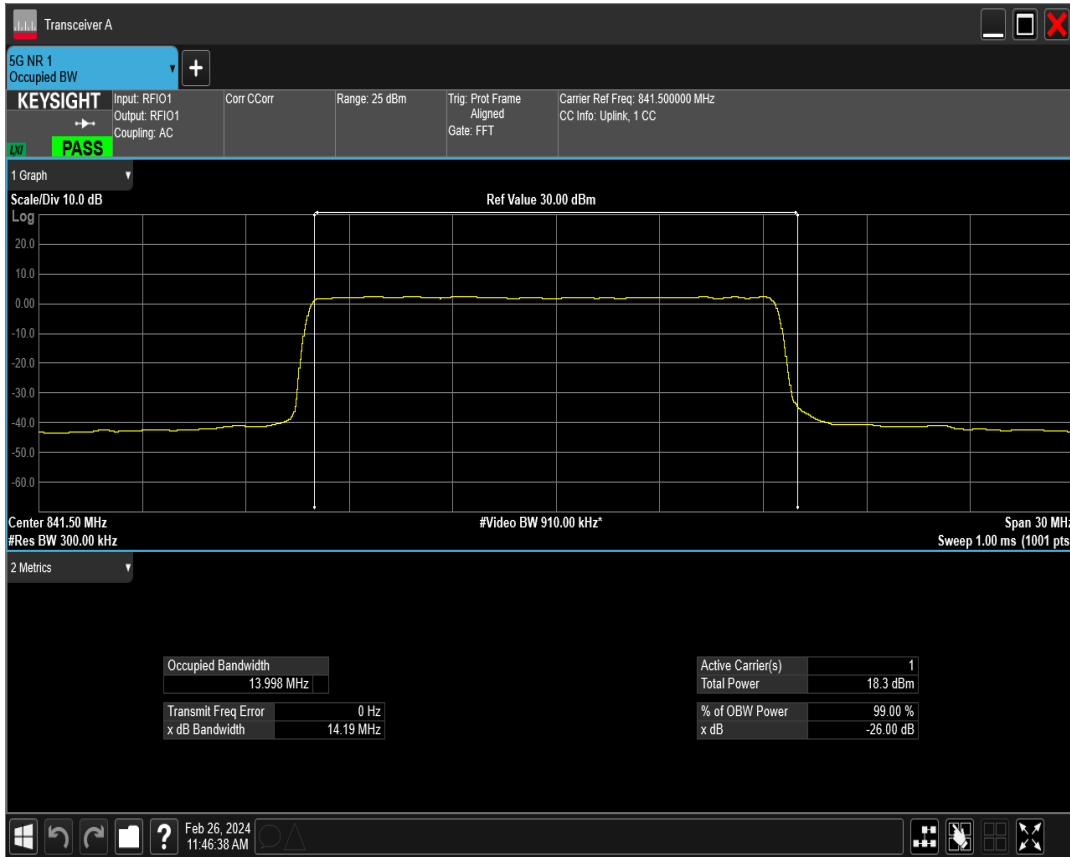 Transceiver A
5G NR 1
Occupied BW
KEYSIGHT
LXI
PASS
Input: RFIO1
Output: RFIO1
Coupling: AC
Corr CCorr
Range: 25 dBm
Trig: Prot Frame
Aligned
Gate: FFT
Carrier Ref Freq: 841.500000 MHz
CC Info: Uplink, 1 CC
1 Graph
Scale/Div 10.0 dB
Ref Value 30.00 dBm
Log
20.0
10.0
0.00
-10.0
-20.0
-30.0
-40.0
-50.0
-60.0
Center 841.50 MHz
#Video BW 910.00 kHz*
Span 30 MHz
#Res BW 300.00 kHz
Sweep 1.00 ms (1001 pts
2 Metrics
Occupied Bandwidth
13.998 MHz
Transmit Freq Error 0 Hz
x dB Bandwidth 14.19 MHz
Active Carrier(s) 1
Total Power 18.3 dBm
% of OBW Power 99.00 %
x dB -26.00 dB
?
Feb 26, 2024
11:46:38 AM